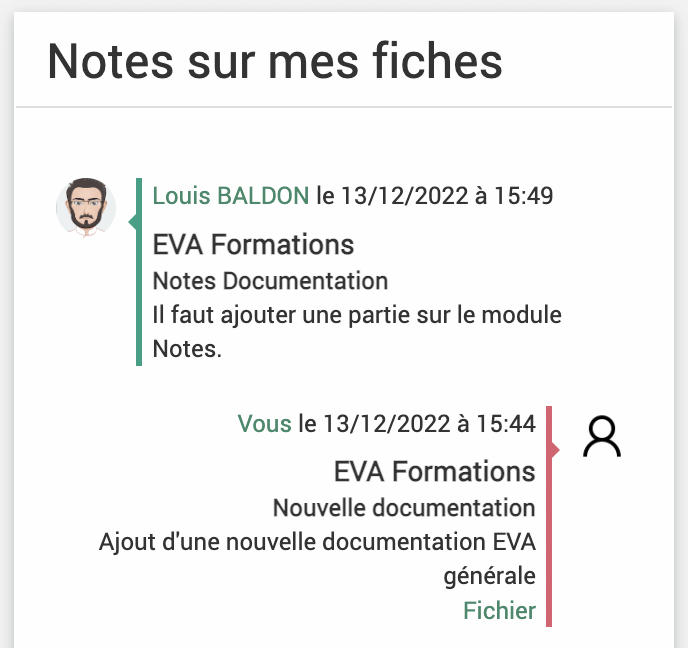 Notes sur mes fiches
Louis BALDON le 13/12/2022 à 15:49
EVA Formations
Notes Documentation
Il faut ajouter une partie sur le module
Notes.
Vous le 13/12/2022 à 15:44
EVA Formations
Nouvelle documentation
Ajout d'une nouvelle documentation EVA
générale
Fichier